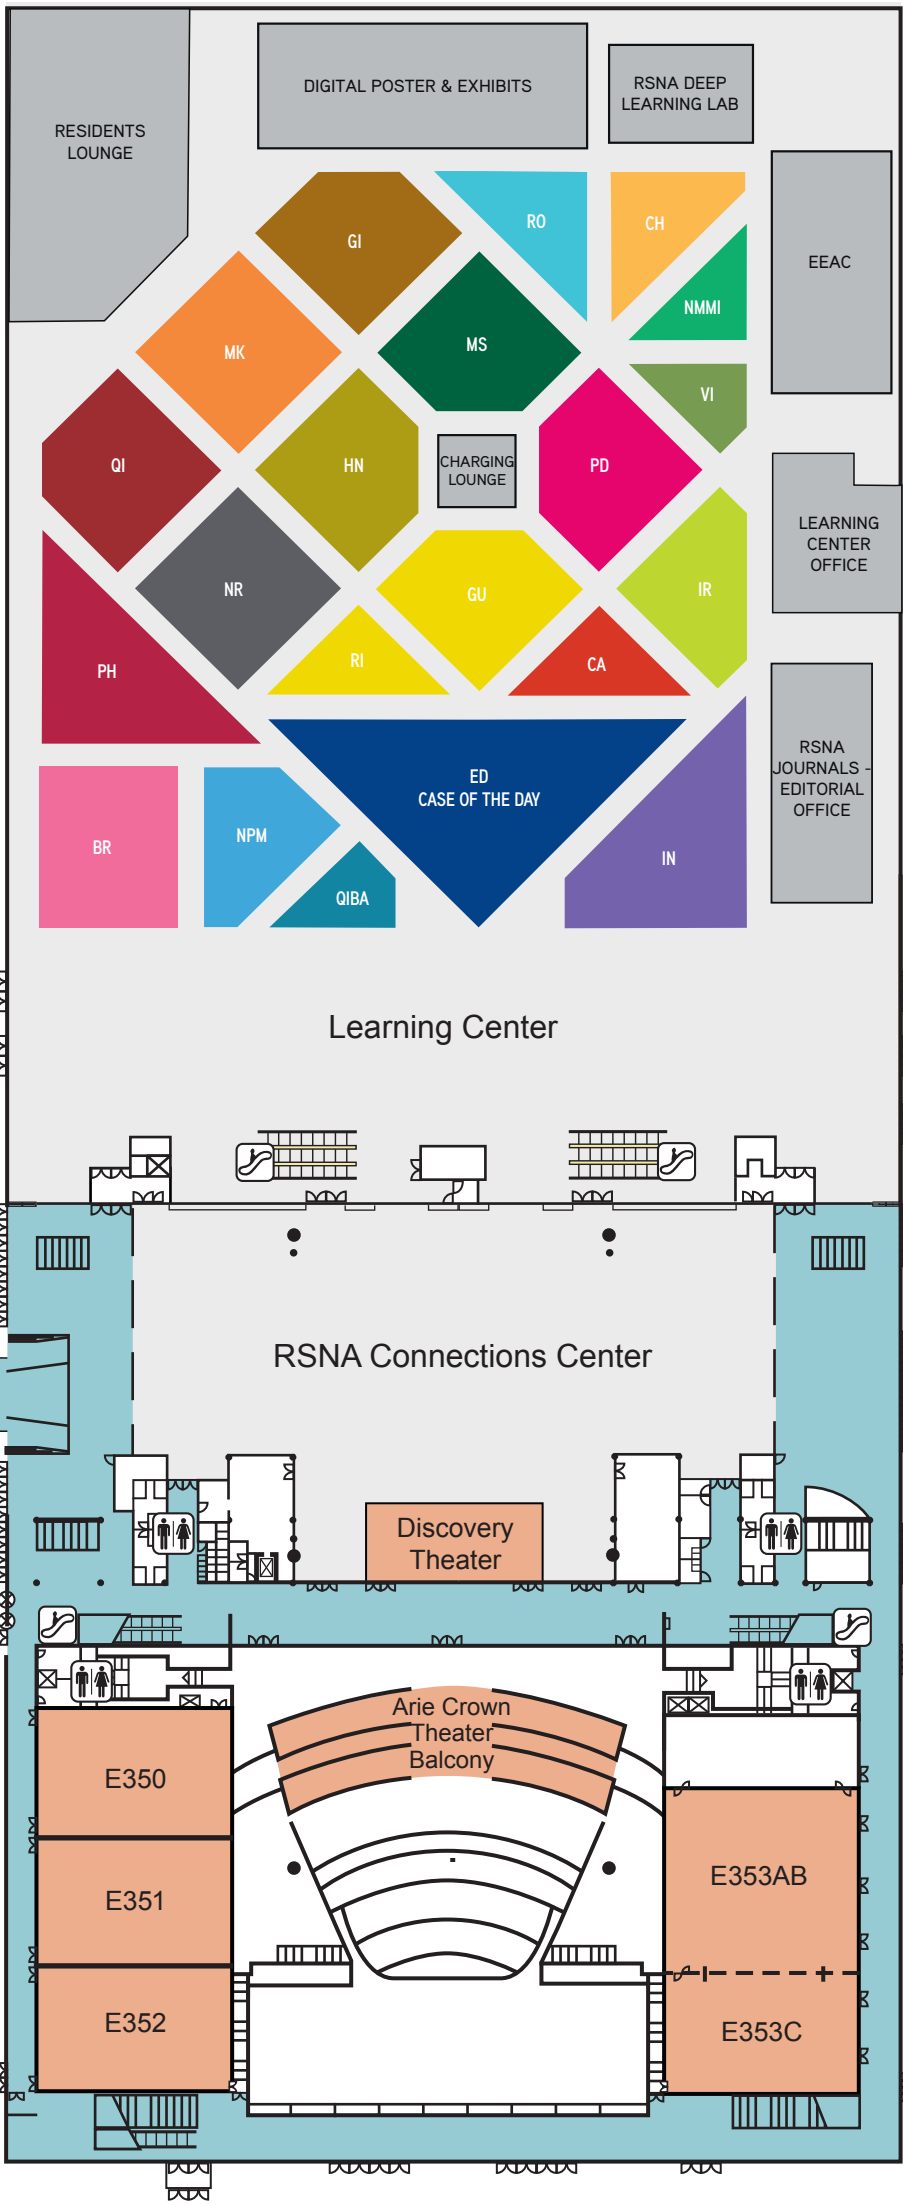 RESIDENTS
LOUNGE
DIGITAL POSTER & EXHIBITS
RSNA DEEP
LEARNING LAB
EEAC
GI
RO
CH
NMMI
MK
MS
VI
QI
HN
CHARGING
LOUNGE
PD
LEARNING
CENTER
OFFICE
NR
GU
IR
PH
RI
CA
RSNA
JOURNALS -
EDITORIAL
OFFICE
ED
CASE OF THE DAY
BR
NPM
QIBA
IN
Learning Center
RSNA Connections Center
Discovery
Theater
Arie Crown
Theater
Balcony
E350
E351
E352
E353AB
E353C